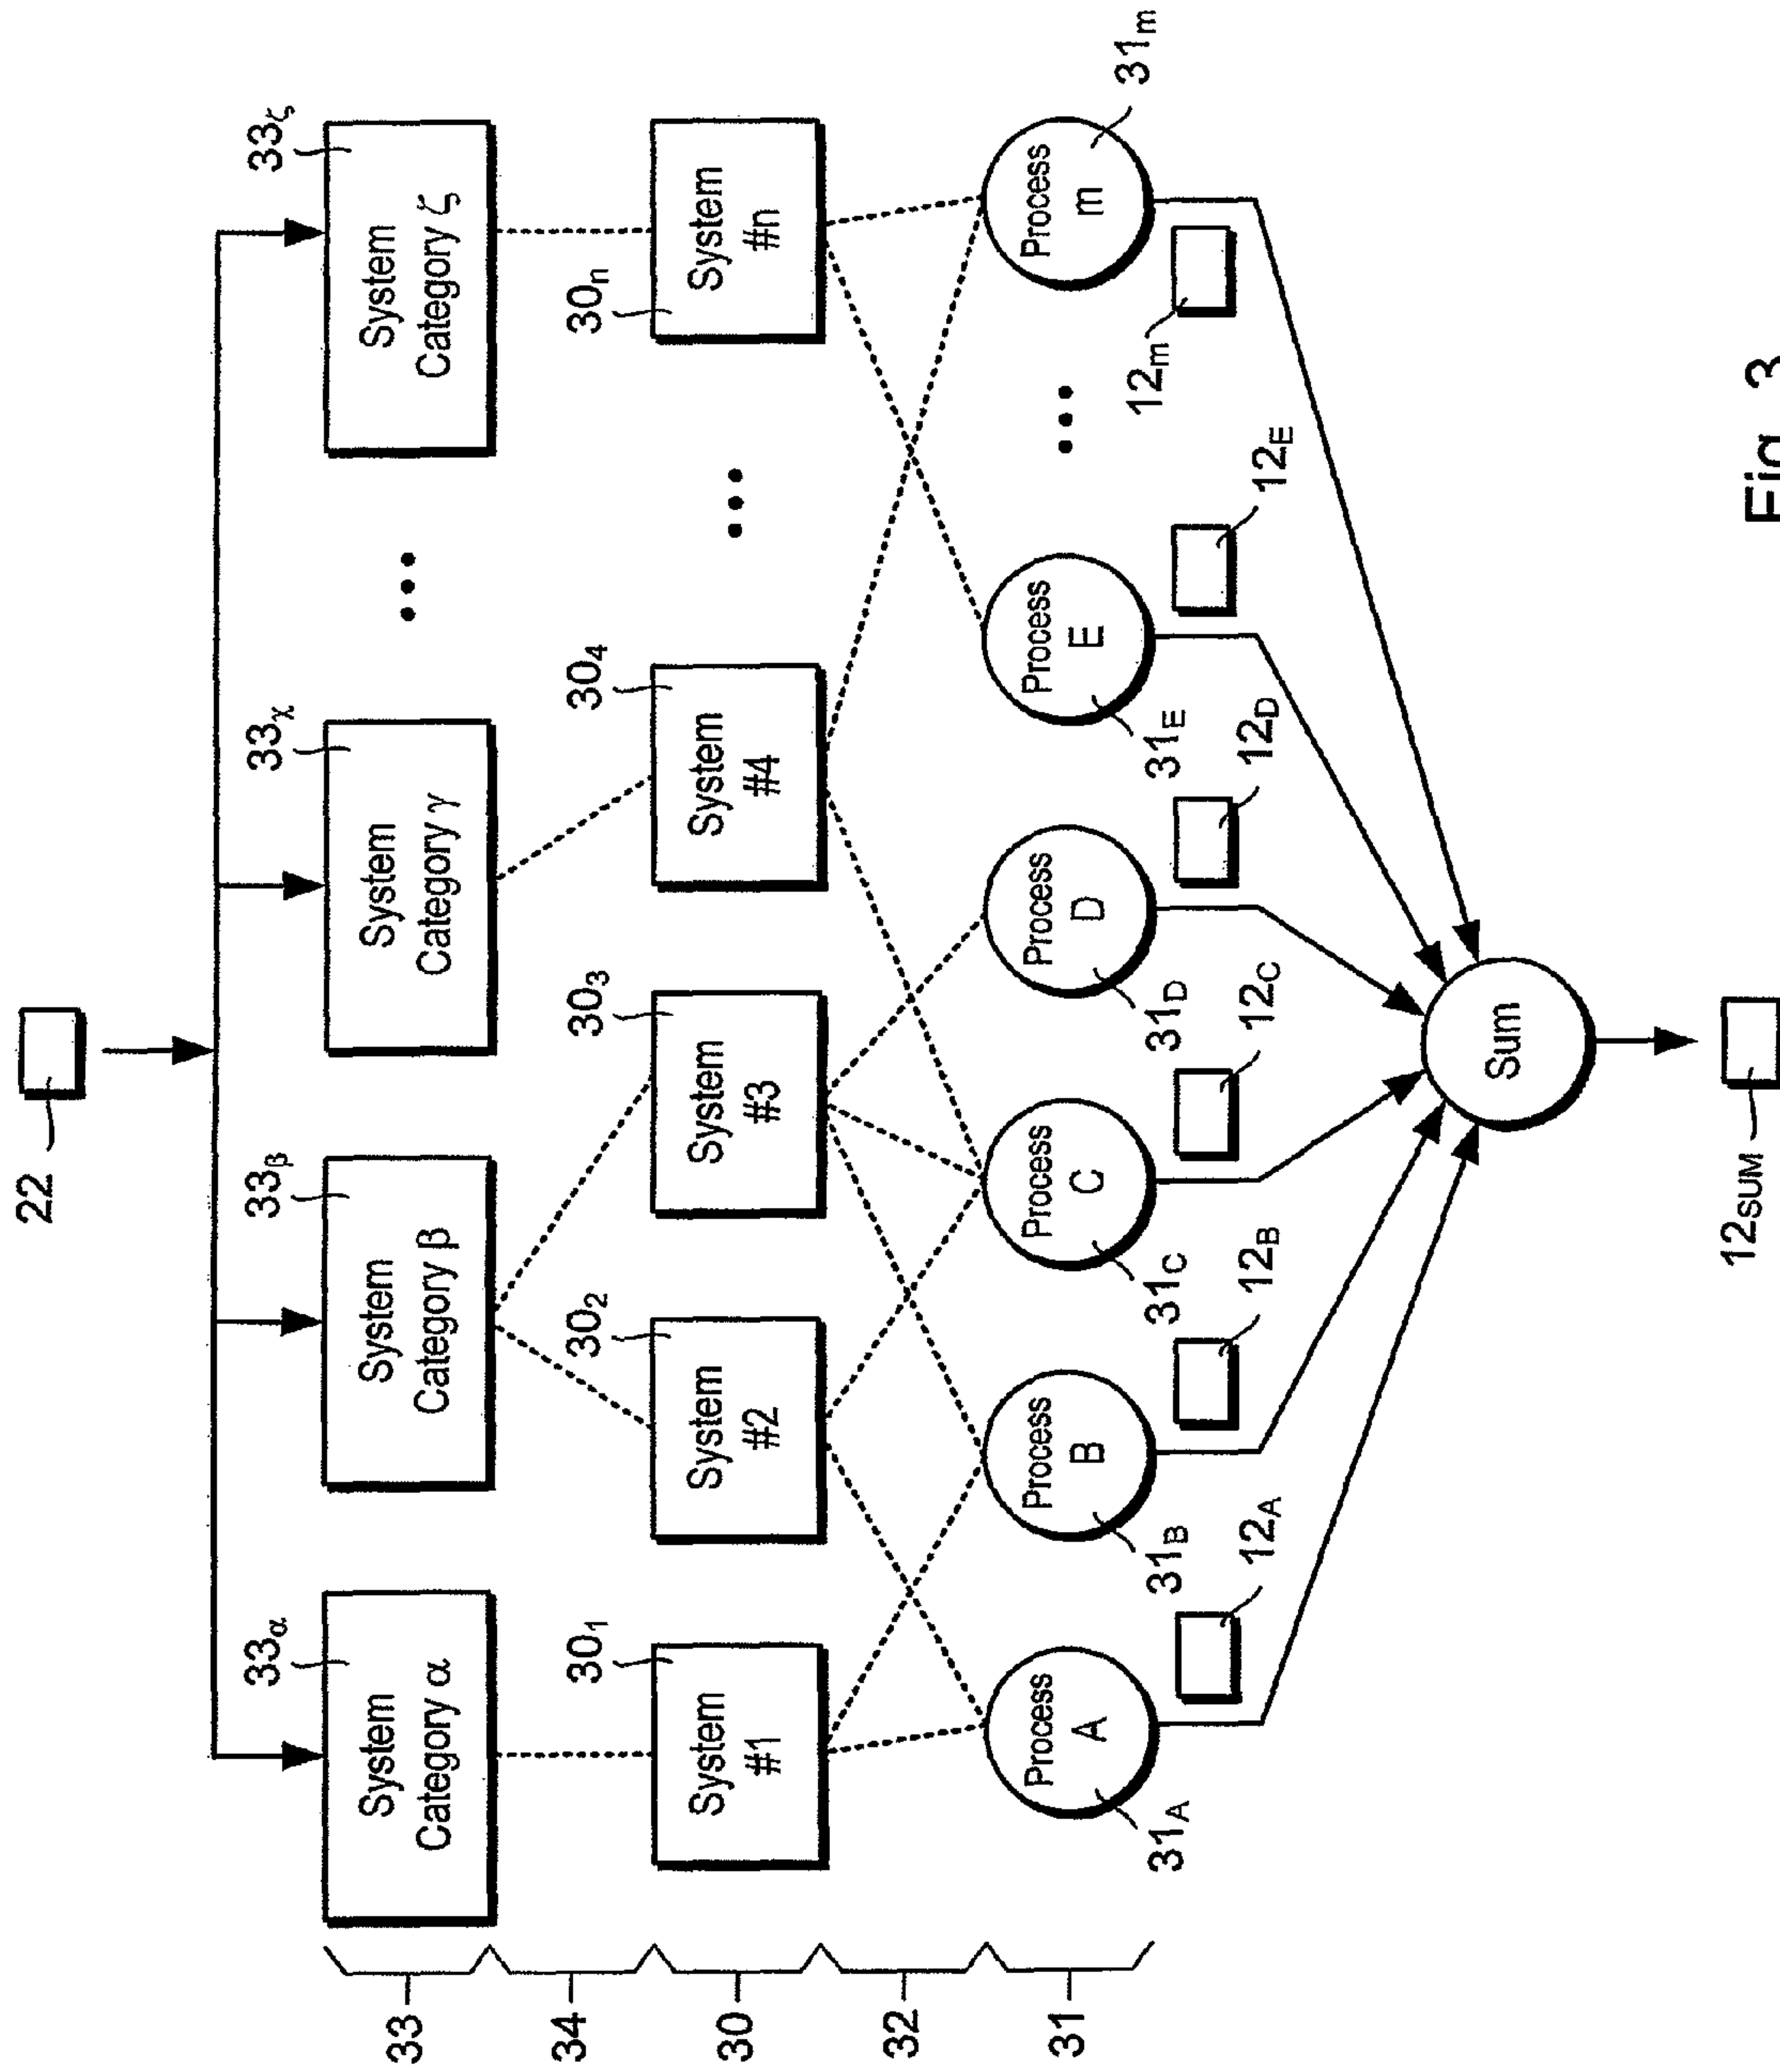 22
33α
33β
33χ
33ζ
System
Category α
System
Category β
System
Category γ
System
Category ζ
30₁
30₂
30₃
30₄
30ₙ
System
#1
System
#2
System
#3
System
#4
System
#n
Process
A
Process
B
Process
C
Process
D
Process
E
Process
m
31A
31B
31C
31D
31E
31m
12A
12B
12C
12D
12E
12m
Sum
12SUM
33
34
30
32
31
Fig. 3